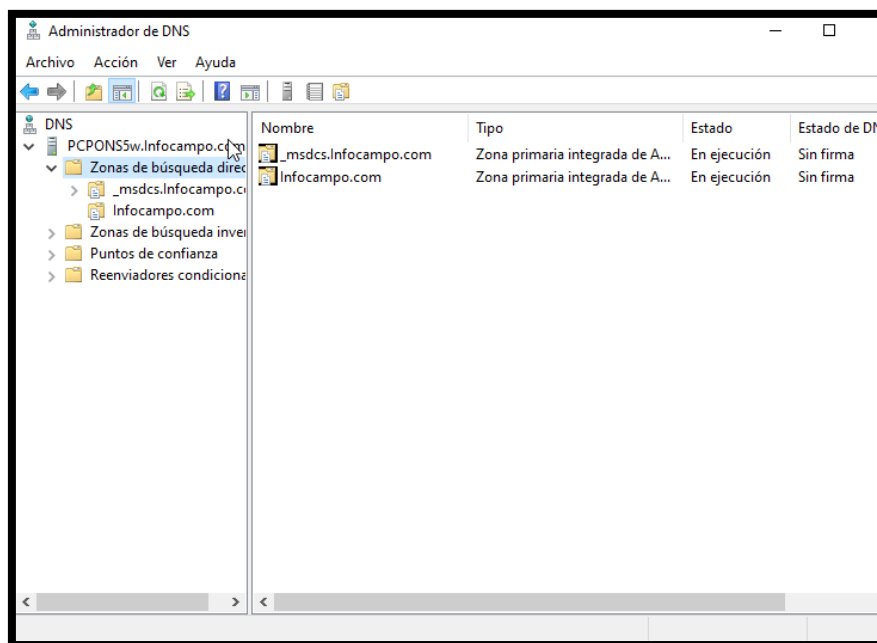 Administrador de DNS
Archivo Acción Ver Ayuda
DNS
PCPONS5w.Infocampo.com
Zonas de búsqueda direc
_msdcs.Infocampo.c
Infocampo.com
Zonas de búsqueda inve
Puntos de confianza
Reenviadores condiciona
Nombre Tipo Estado Estado de DN
_msdcs.Infocampo.com Zona primaria integrada de A... En ejecución Sin firma
Infocampo.com Zona primaria integrada de A... En ejecución Sin firma